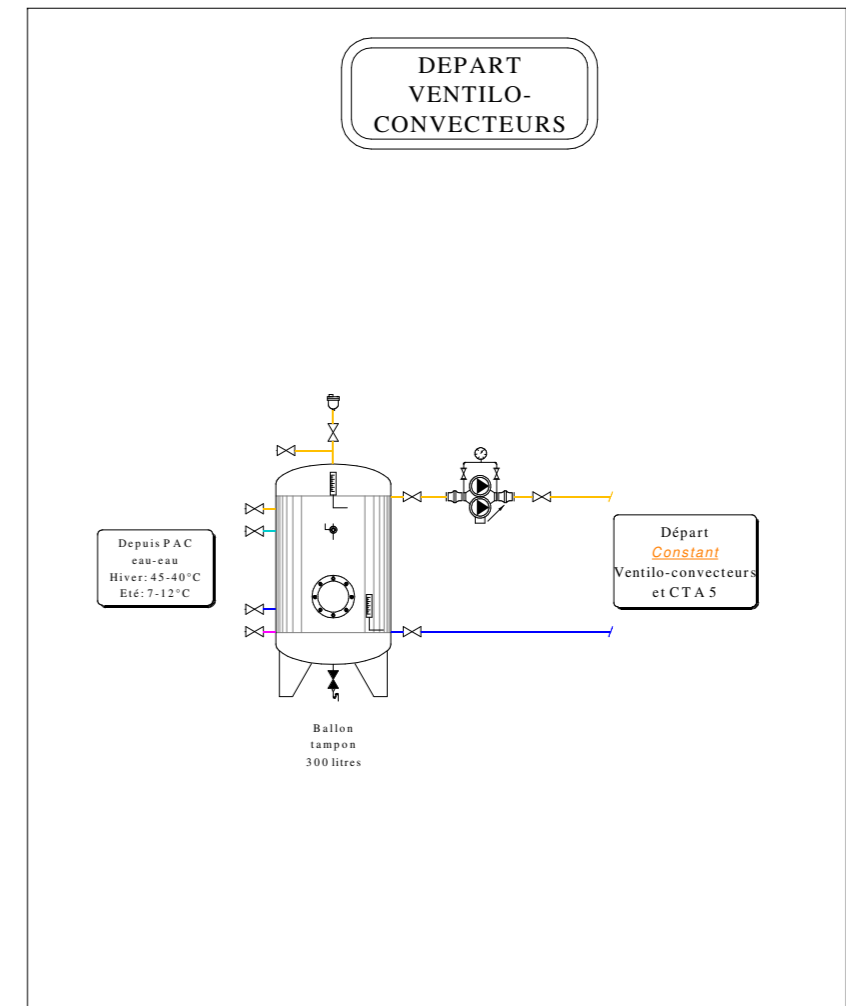 DEPART
VENTILO-
CONVECTEURS
Depuis PAC
eau-eau
Hiver: 45-40°C
Eté: 7-12°C
Départ
Constant
Ventilo-convecteurs
et CTA 5
Ballon
tampon
300 litres